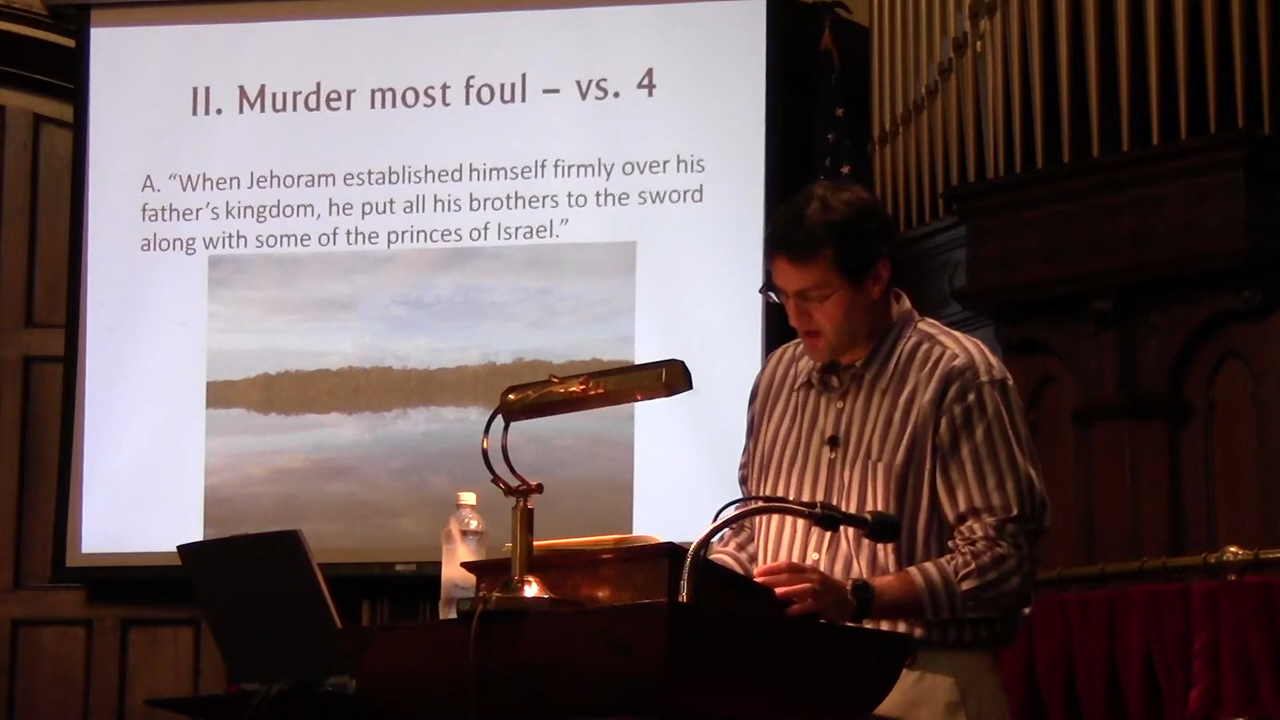 II. Murder most foul – vs. 4
A. “When Jehoram established himself firmly over his
father’s kingdom, he put all his brothers to the sword
along with some of the princes of Israel.”